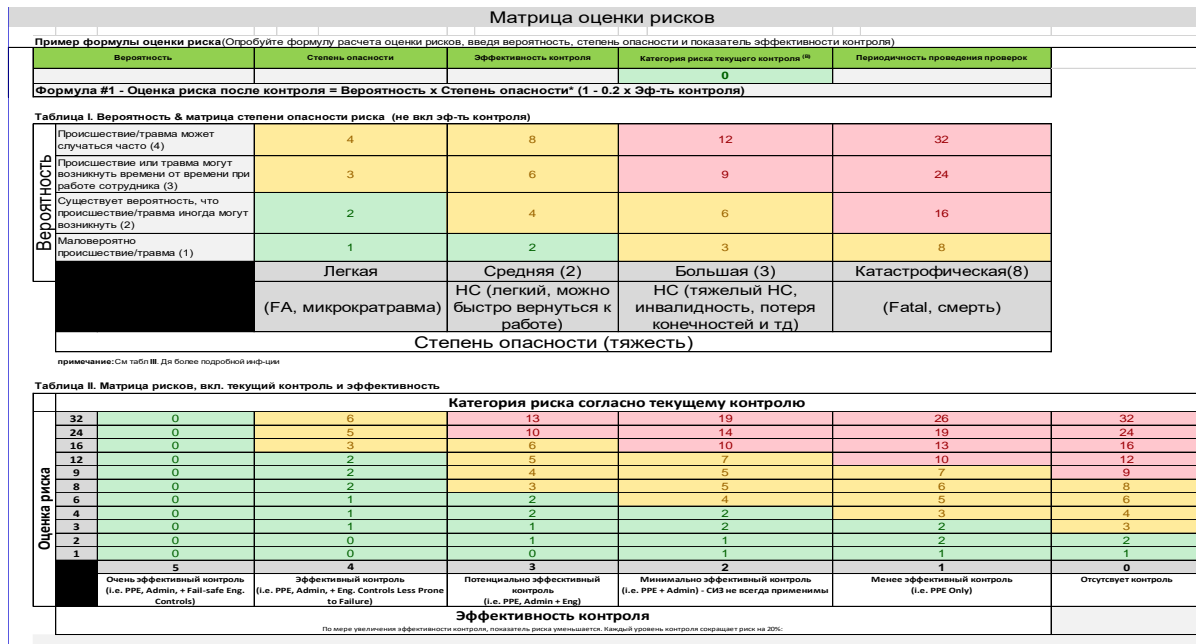 Матрица оценки рисков
Пример формулы оценки риска(Опробуйте формулу расчета оценки рисков, введя вероятность, степень опасности и показатель эффективности контроля)
Вероятность Степень опасности Эффективность контроля Категория риска текущего контроля (R) Периодичность проведения проверок
0
Формула #1 - Оценка риска после контроля = Вероятность x Степень опасности* (1 - 0.2 x Эф-ть контроля)
Таблица I. Вероятность & матрица степени опасности риска (не вкл эф-ть контроля)
Вероятность
Происшествие/травма может
случаться часто (4)
4 8 12 32
Происшествие или травма могут
возникнуть времени от времени при
работе сотрудника (3)
3 6 9 24
Существует вероятность, что
происшествие/травма иногда могут
возникнуть (2)
2 4 6 16
Маловероятно
происшествие/травма (1)
1 2 3 8
Легкая Средняя (2) Большая (3) Катастрофическая(8)
(FA, микрократравма)
НС (легкий, можно
быстро вернуться к
работе)
НС (тяжелый НС,
инвалидность, потеря
конечностей и тд)
(Fatal, смерть)
Степень опасности (тяжесть)
примечание: См табл III. Дя более подробной инф-ции
Таблица II. Матрица рисков, вкл. текущий контроль и эффективность
Категория риска согласно текущему контролю
Оценка риска
32 0 6 13 19 26 32
24 0 5 10 14 19 24
16 0 3 6 10 13 16
12 0 2 5 7 10 12
9 0 2 4 5 7 9
8 0 2 3 5 6 8
6 0 1 2 4 5 6
4 0 1 2 2 3 4
3 0 1 1 2 2 3
2 0 0 1 1 2 2
1 0 0 0 1 1 1
5 4 3 2 1 0
Очень эффективный контроль
(i.e. PPE, Admin, + Fail-safe Eng.
Controls)
Эффективный контроль
(i.e. PPE, Admin, + Eng. Controls Less Prone
to Failure)
Потенциально эффективный
контроль
(i.e. PPE, Admin + Eng)
Минимально эффективный контроль
(i.e. PPE + Admin) - СИЗ не всегда применимы
Менее эффективный контроль
(i.e. PPE Only)
Отсутсвует контроль
Эффективность контроля
По мере увеличения эффективности контроля, показатель риска уменьшается. Каждый уровень контроля сокращает риск на 20%: